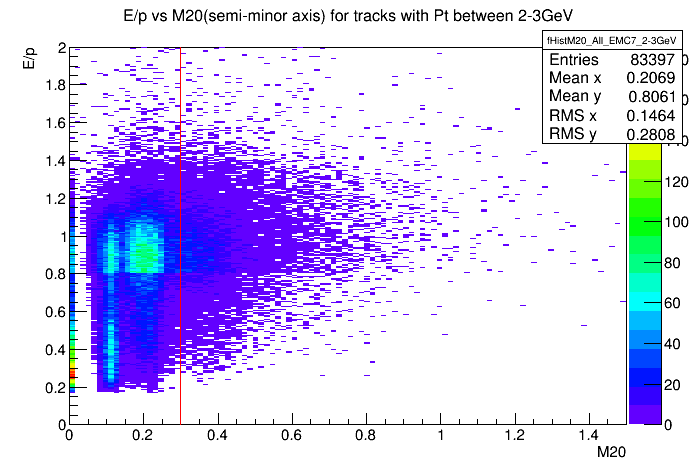 E/p vs M20(semi-minor axis) for tracks with Pt between 2-3GeV
fHistM20_All_EMC7_2-3GeV
Entries 83397
Mean x 0.2069
Mean y 0.8061
RMS x 0.1464
RMS y 0.2808
E/p
2
1.8
1.6
1.4
1.2
1
0.8
0.6
0.4
0.2
0
0 0.2 0.4 0.6 0.8 1 1.2 1.4
M20
120
100
80
60
40
20
0